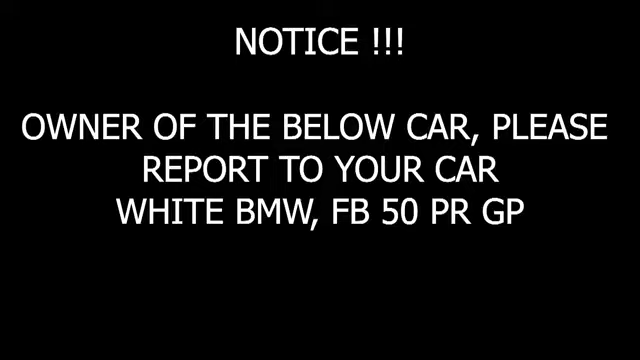 NOTICE !!!
OWNER OF THE BELOW CAR, PLEASE
REPORT TO YOUR CAR
WHITE BMW, FB 50 PR GP